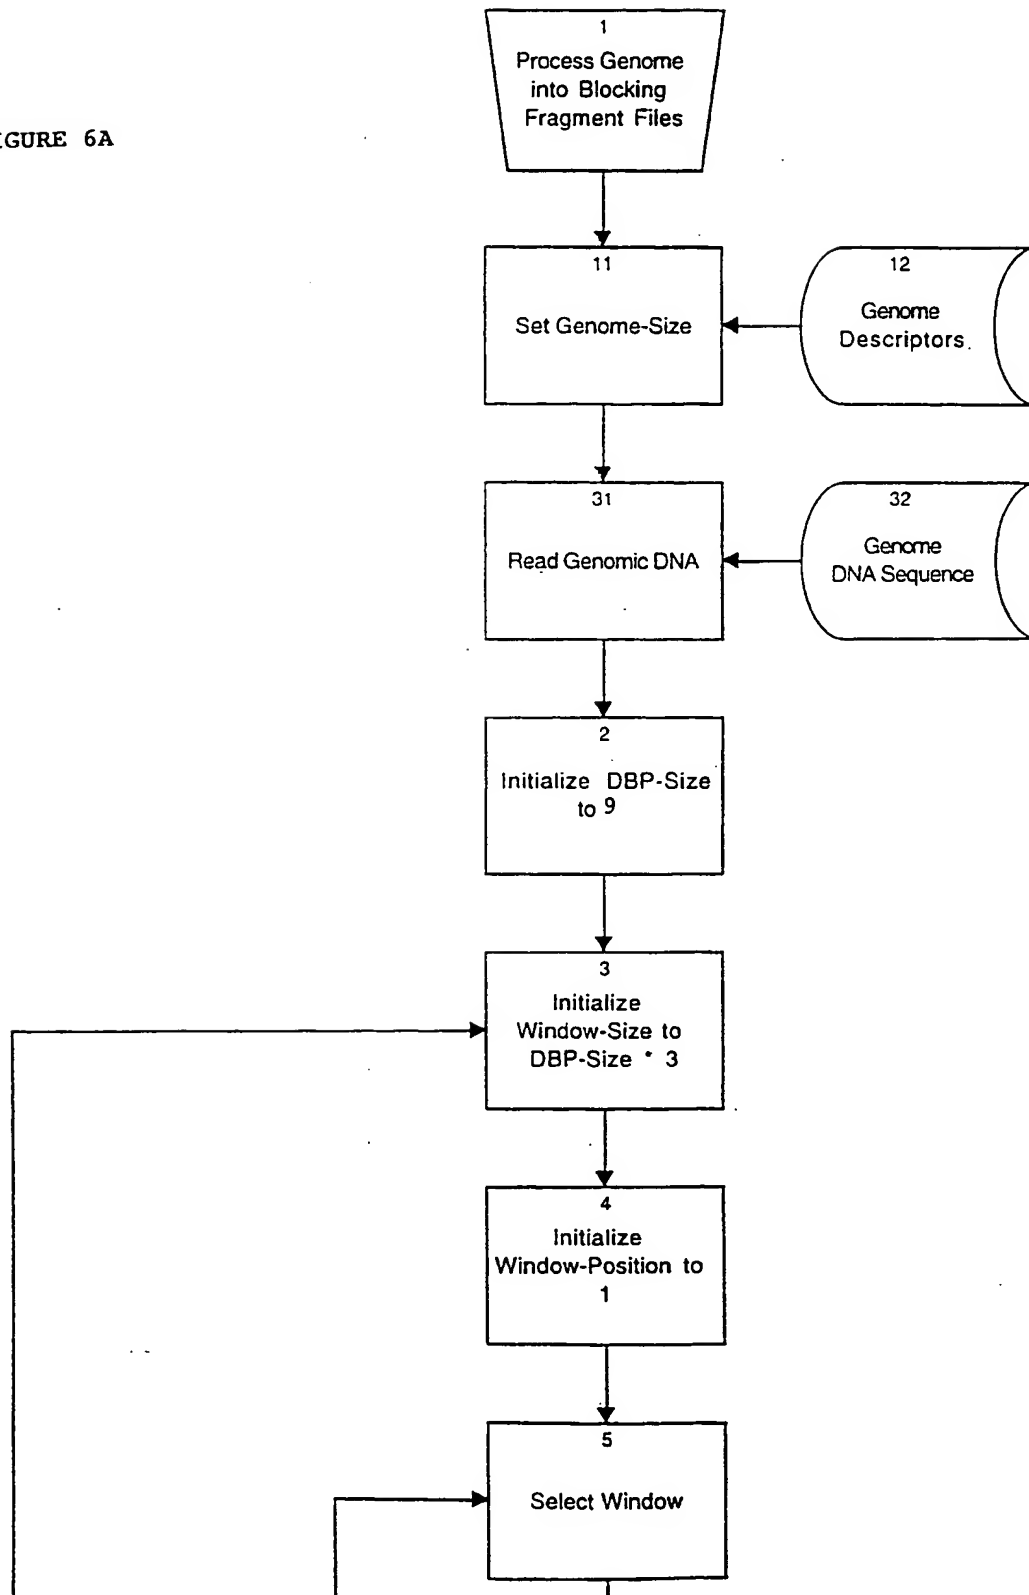 1
Process Genome
into Blocking
Fragment Files
IGURE 6A
11
Set Genome-Size
12
Genome
Descriptors.
31
Read Genomic DNA
32
Genome
DNA Sequence
2
Initialize DBP-Size
to 9
3
Initialize
Window-Size to
DBP-Size * 3
4
Initialize
Window-Position to
1
5
Select Window